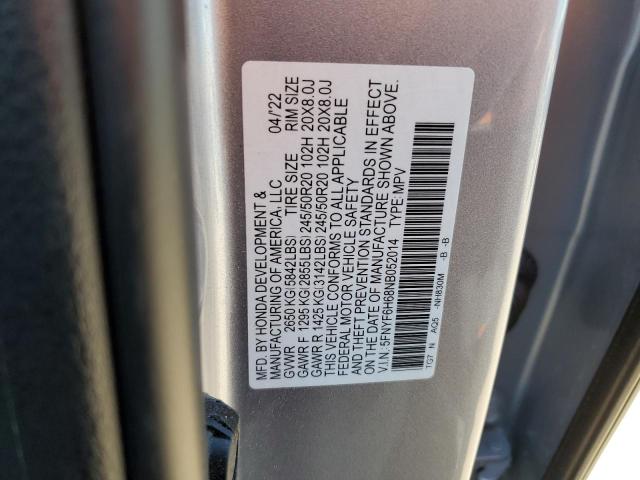 MFD. BY HONDA DEVELOPMENT &
MANUFACTURING OF AMERICA, LLC 04/'22
GVWR 2650 KG(5842LBS) TIRE SIZE RIM SIZE
GAWR F 1295 KG(2855LBS)245/50R20 102H 20X8.0J
GAWR R 1425 KG(3142LBS)245/50R20 102H 20X8.0J
THIS VEHICLE CONFORMS TO ALL APPLICABLE
FEDERAL MOTOR VEHICLE SAFETY
AND THEFT PREVENTION STANDARDS IN EFFECT
ON THE DATE OF MANUFACTURE SHOWN ABOVE.
V.I.N.: 5FNYF6H68NB052014 TYPE:MPV
TG7 N AQ5 -NH830M -B -B